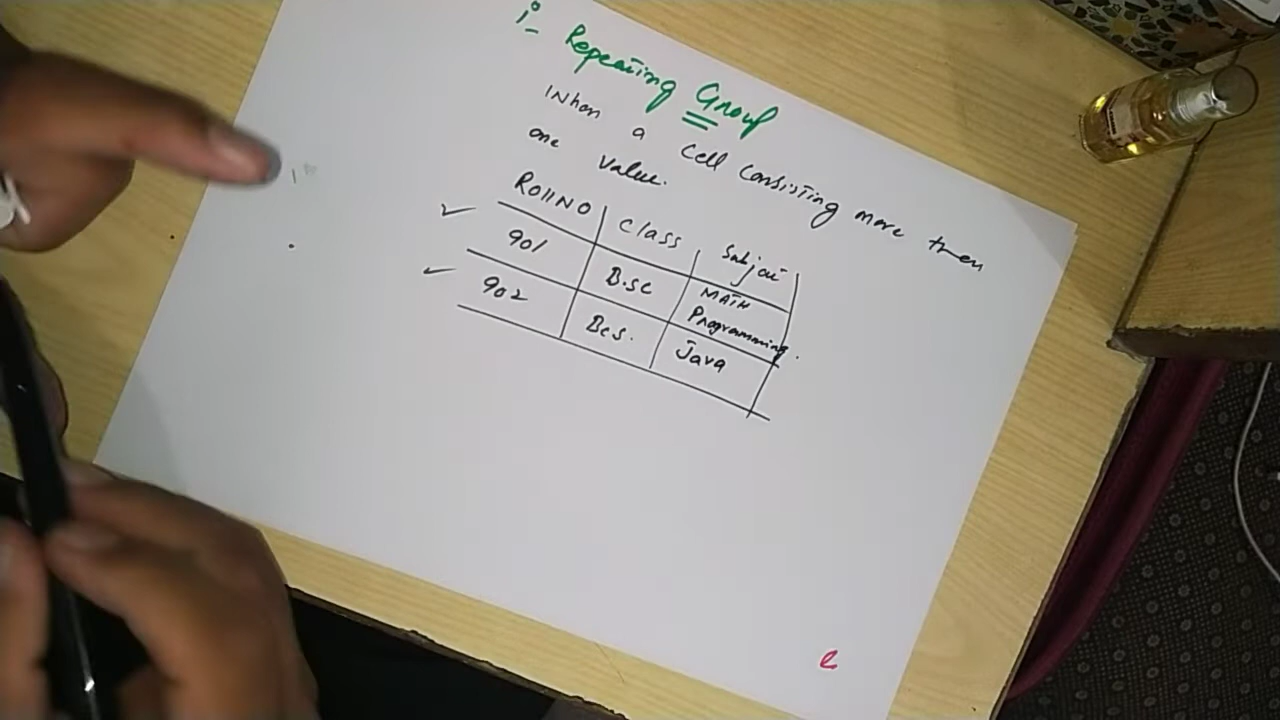 i- Repeating Group
When a cell consisting more then
one value.
RollNO Class Subject
901 B.sc MATH
Programming.
902 Bcs. Java
e